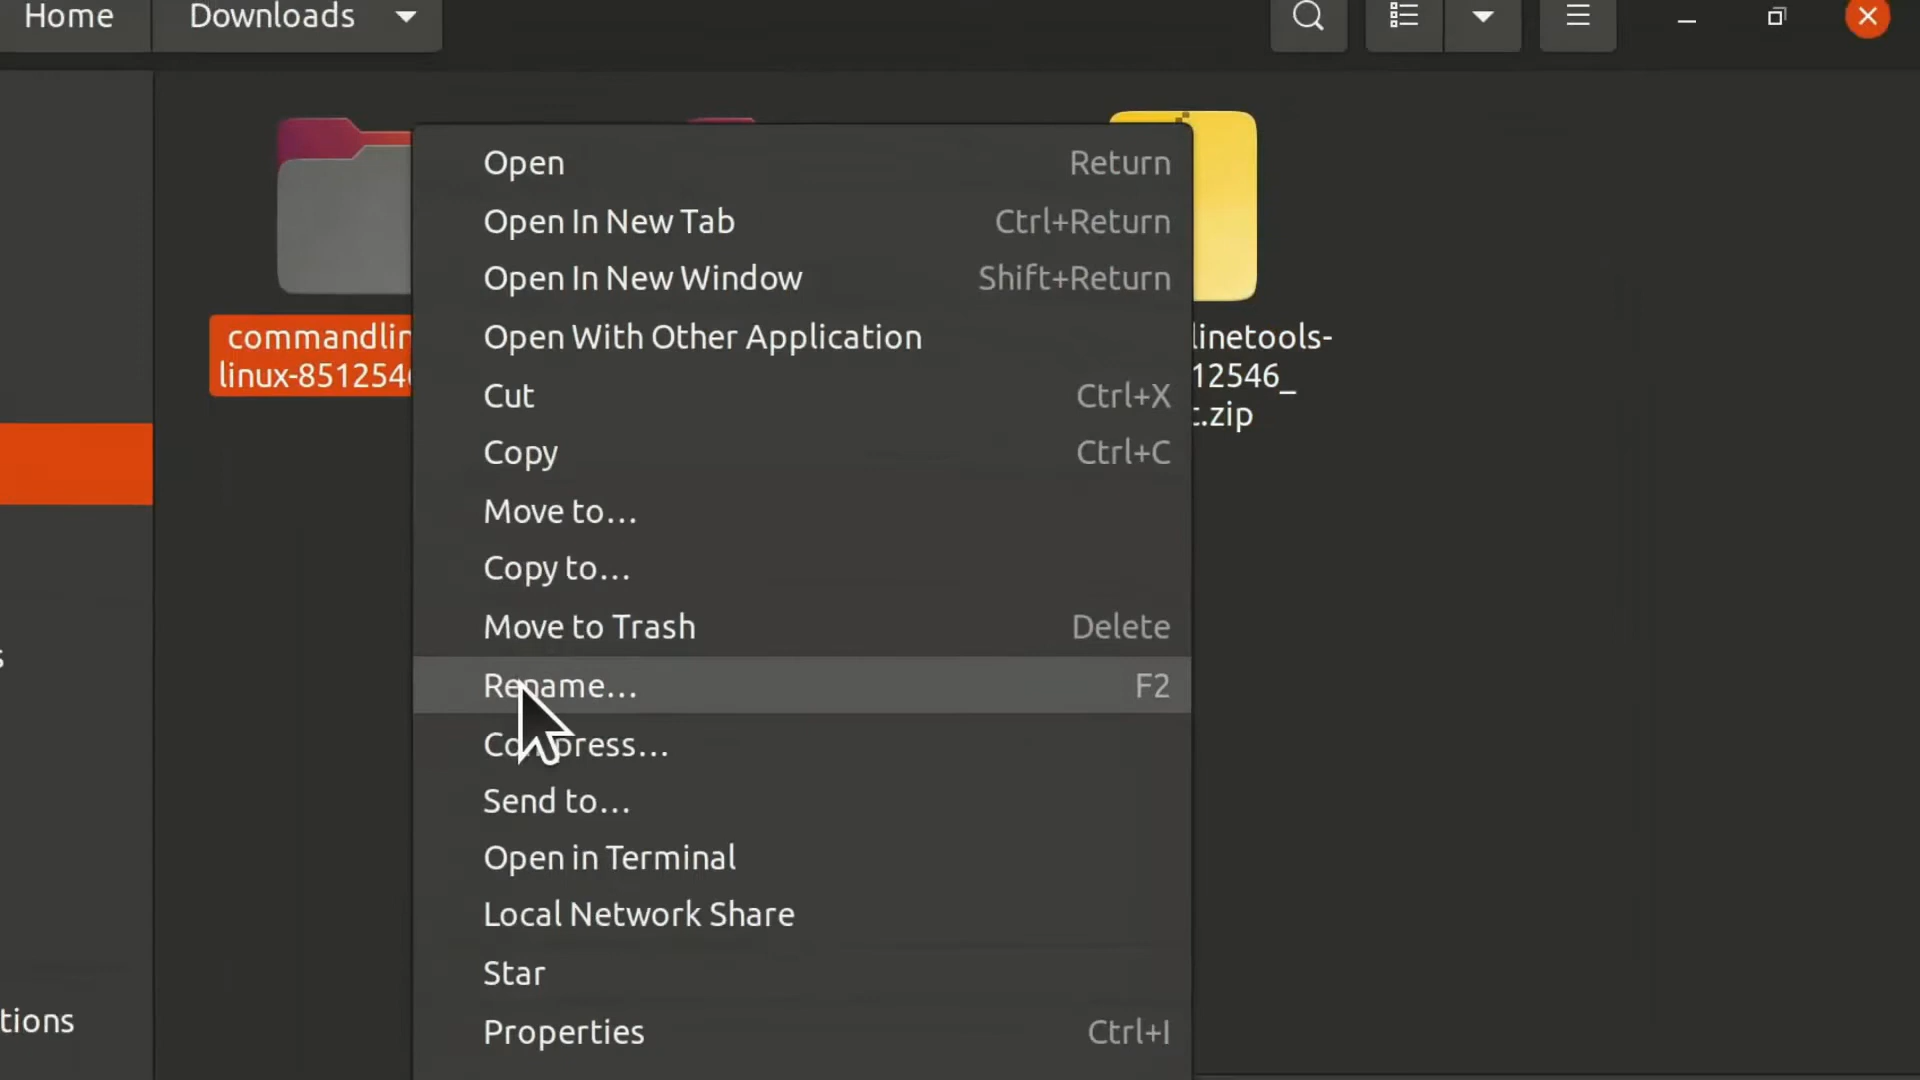 Home
Downloads
Open Return
Open In New Tab Ctrl+Return
Open In New Window Shift+Return
Open With Other Application
Cut Ctrl+X
Copy Ctrl+C
Move to...
Copy to...
Move to Trash Delete
Rename... F2
Compress...
Send to...
Open in Terminal
Local Network Share
Star
Properties Ctrl+I
commandlin
linux-8512546
linetools-
12546_
t.zip
s
tions